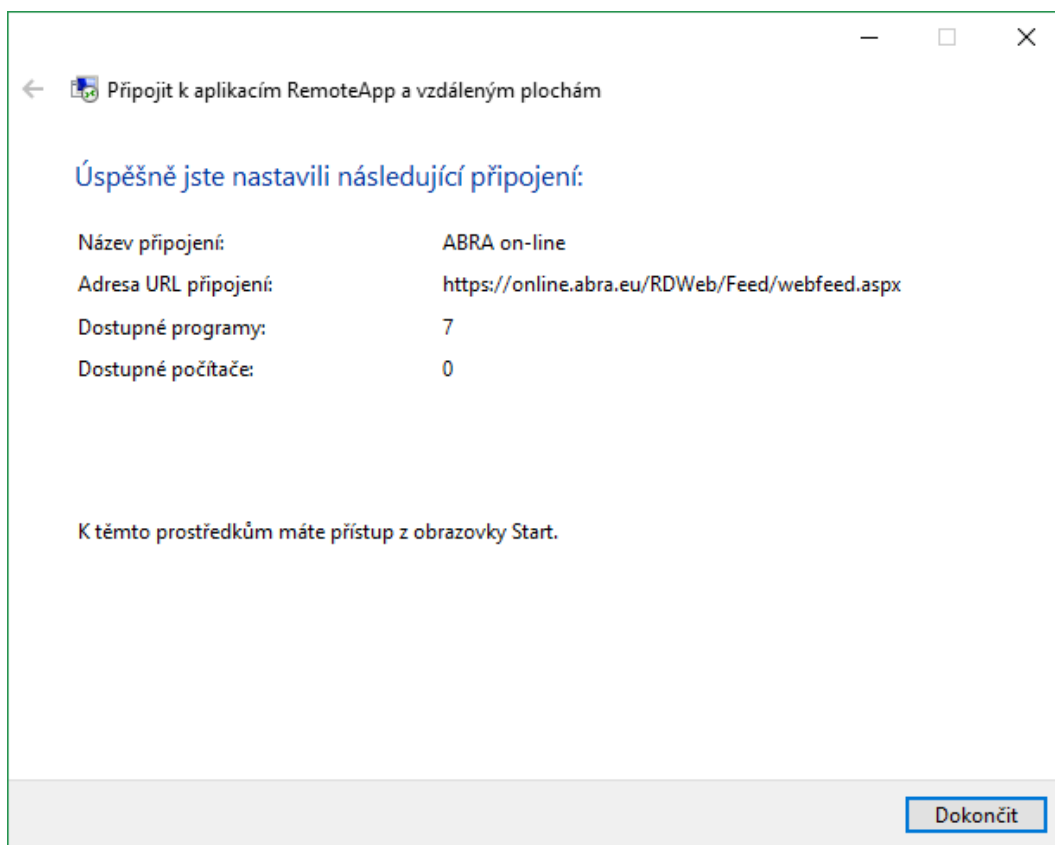 Připojit k aplikacím RemoteApp a vzdáleným plochám
Úspěšně jste nastavili následující připojení:
Název připojení: ABRA on-line
Adresa URL připojení: https://online.abra.eu/RDWeb/Feed/webfeed.aspx
Dostupné programy: 7
Dostupné počítače: 0
K těmto prostředkům máte přístup z obrazovky Start.
Dokončit